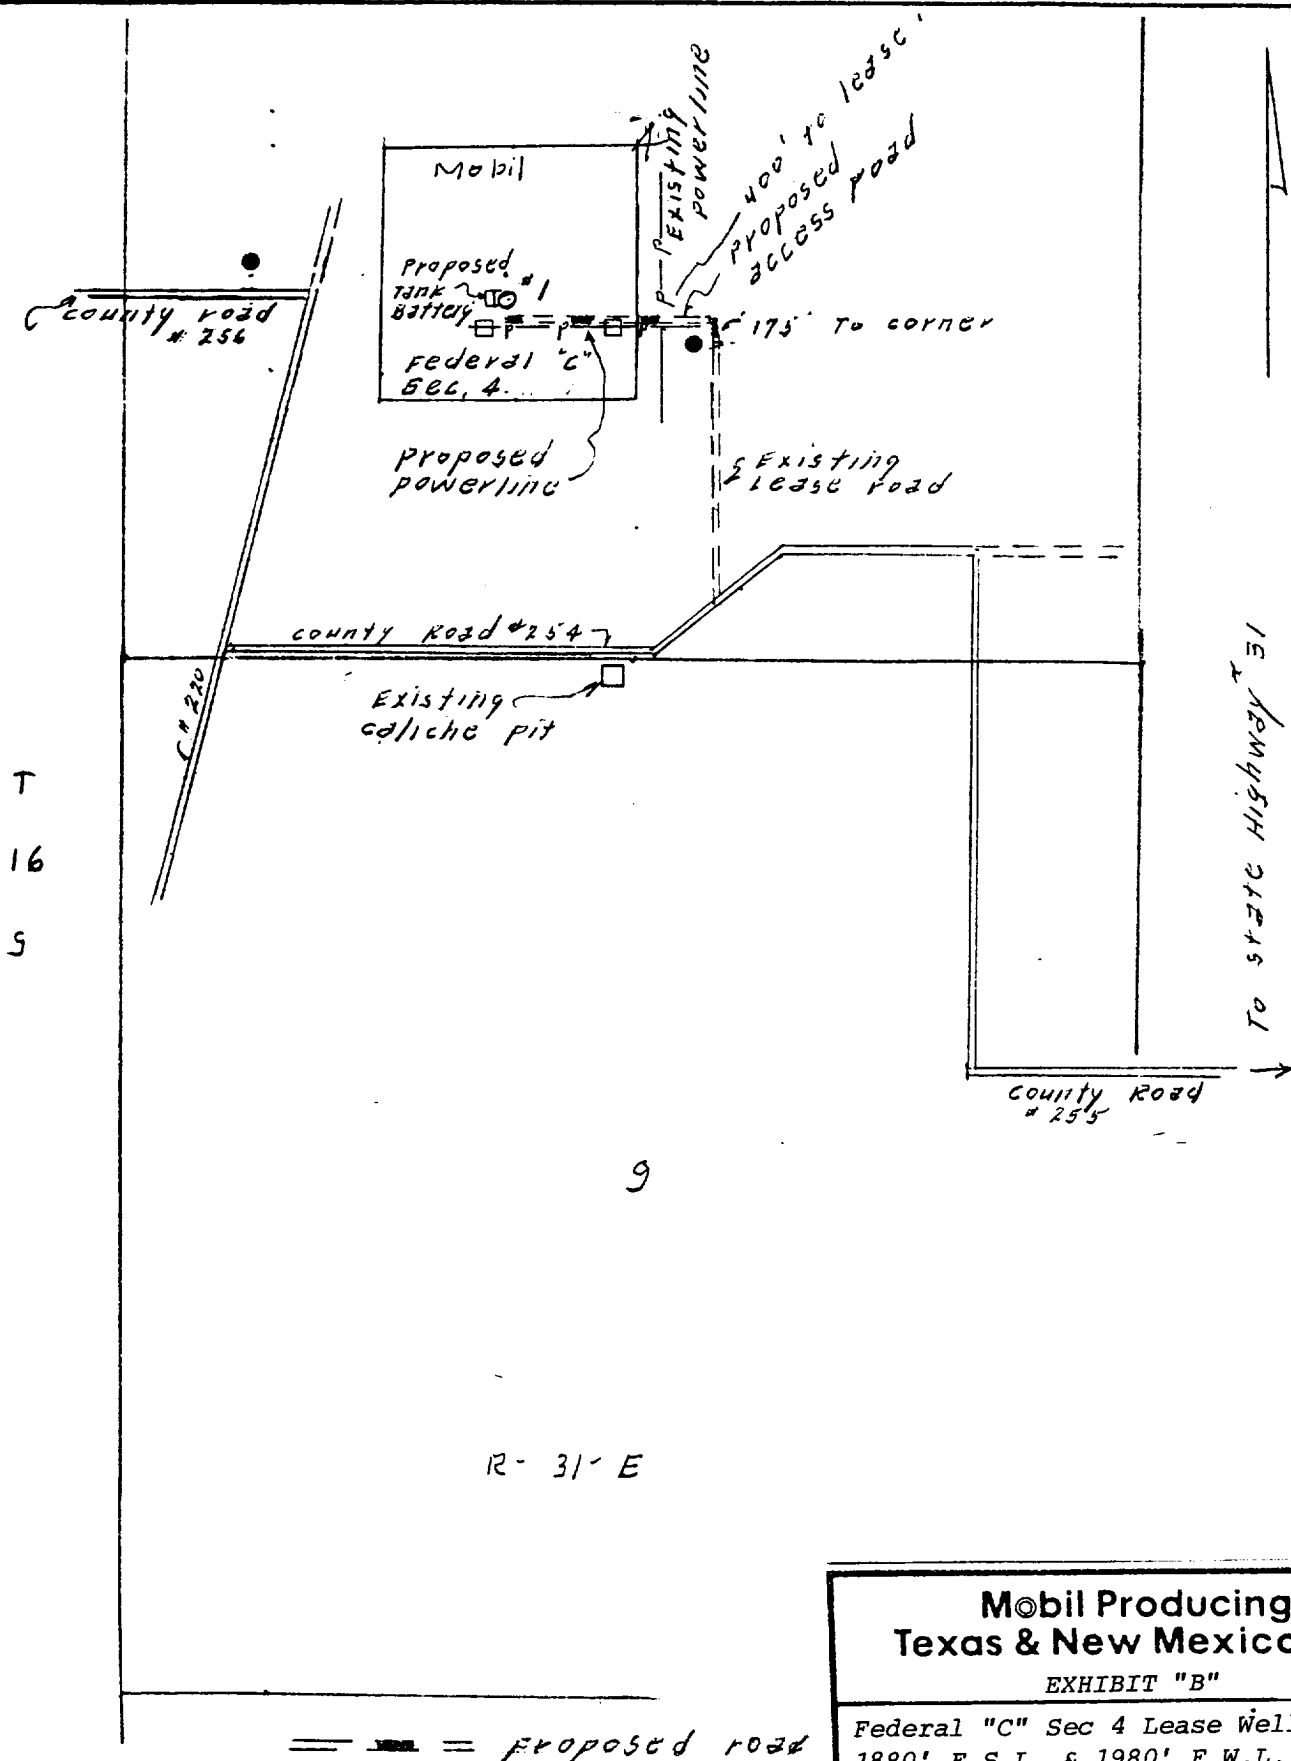 400' to lease
Existing
powerline
proposed
access road
Mobil
Proposed
Tank
Battery
#1
P
P
P
P
P
175' To corner
county road
# 256
Federal "C"
Sec, 4
Proposed
powerline
Existing
Lease road
county Road #254
Existing
caliche pit
C # 220
T
16
S
To state Highway # 31
county Road
# 255
9
R- 31- E
Proposed road
Mobil Producing
Texas & New Mexico
EXHIBIT "B"
Federal "C" Sec 4 Lease Well
1880' F.S.L. & 1980' F.W.L.